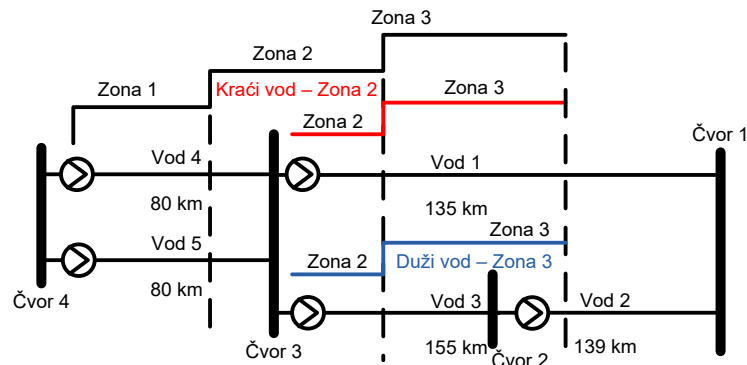 Zona 3
Zona 2
Zona 1
Kraći vod – Zona 2
Zona 3
Zona 2
Čvor 1
Vod 4
Vod 1
80 km
135 km
Zona 3
Vod 5
Zona 2
Duži vod – Zona 3
80 km
Čvor 4
Vod 3
Vod 2
Čvor 3
155 km
139 km
Čvor 2